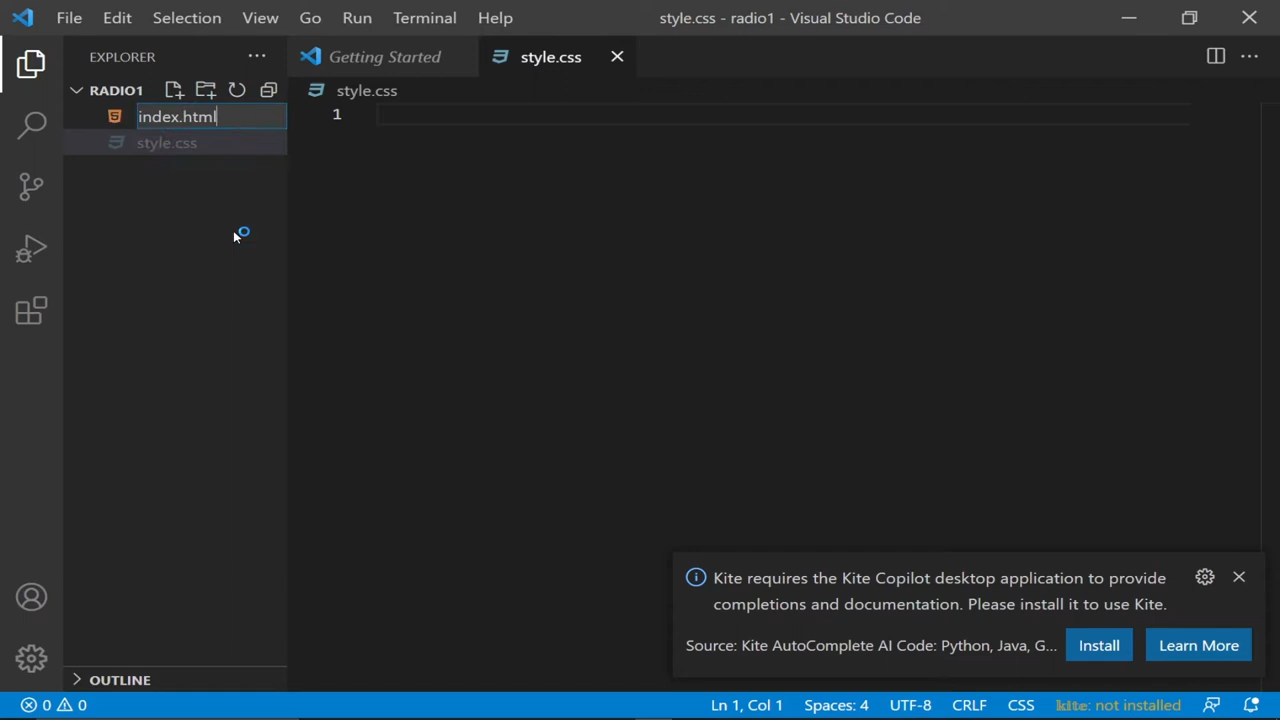 File Edit Selection View Go Run Terminal Help style.css - radio1 - Visual Studio Code
EXPLORER
Getting Started
style.css
RADIO1
style.css
index.html
1
style.css
Kite requires the Kite Copilot desktop application to provide
completions and documentation. Please install it to use Kite.
Source: Kite AutoComplete AI Code: Python, Java, G...
Install
Learn More
OUTLINE
0 0
Ln 1, Col 1
Spaces: 4
UTF-8
CRLF
CSS
kite: not installed